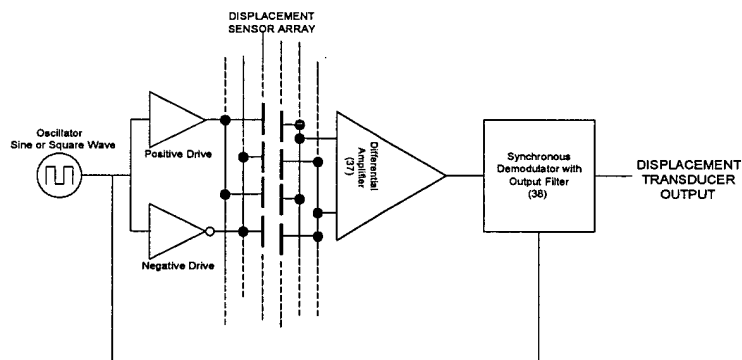 DISPLACEMENT
SENSOR ARRAY
Oscillator
Sine or Square Wave
Positive Drive
Negative Drive
Differential
Amplifier
(37)
Synchronous
Demodulator with
Output Filter
(38)
DISPLACEMENT
TRANSDUCER
OUTPUT